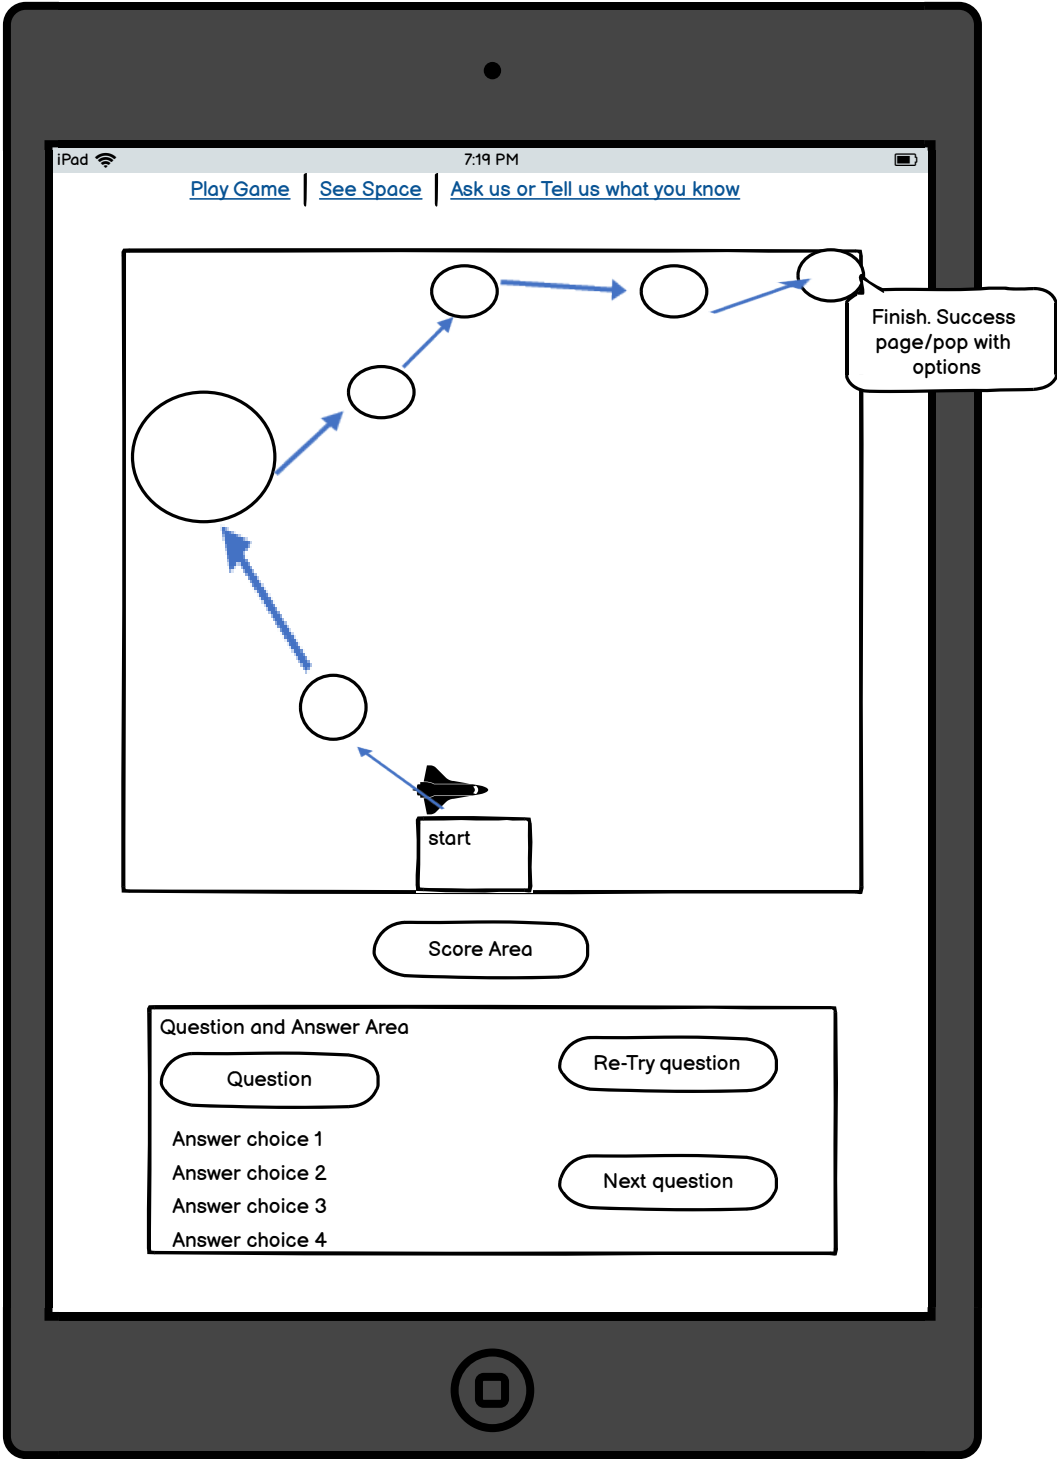 iPad
7:19 PM
Play Game
See Space
Ask us or Tell us what you know
Finish. Success
page/pop with
options
start
Score Area
Question and Answer Area
Question
Re-Try question
Answer choice 1
Answer choice 2
Answer choice 3
Answer choice 4
Next question